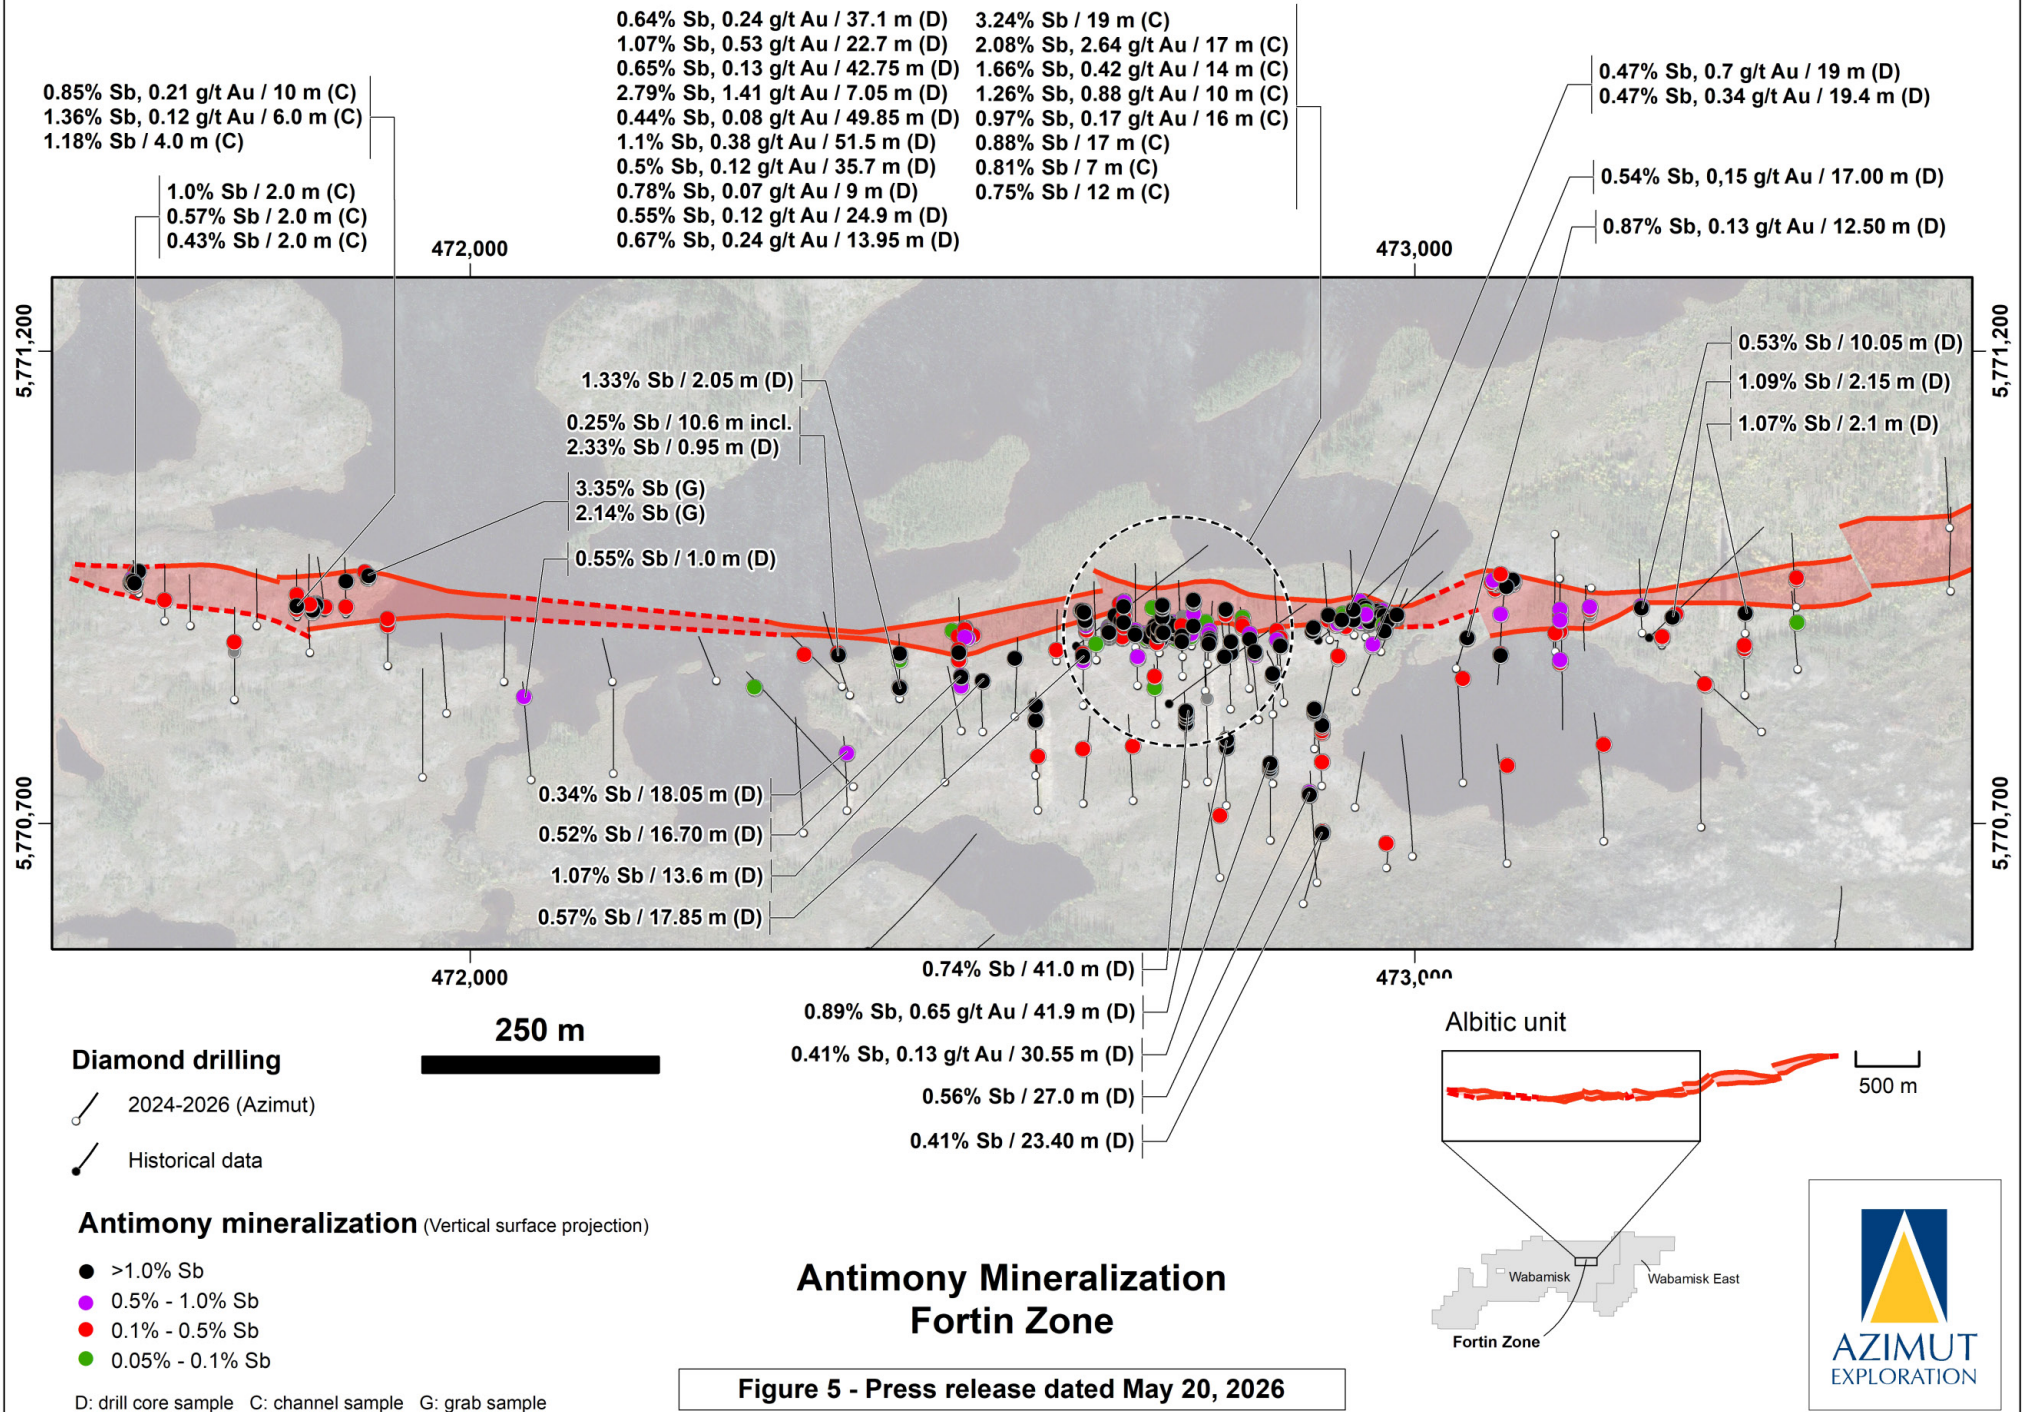 0.85% Sb, 0.21 g/t Au / 10 m (C)
1.36% Sb, 0.12 g/t Au / 6.0 m (C)
1.18% Sb / 4.0 m (C)
1.0% Sb / 2.0 m (C)
0.57% Sb / 2.0 m (C)
0.43% Sb / 2.0 m (C)
0.64% Sb, 0.24 g/t Au / 37.1 m (D)
1.07% Sb, 0.53 g/t Au / 22.7 m (D)
0.65% Sb, 0.13 g/t Au / 42.75 m (D)
2.79% Sb, 1.41 g/t Au / 7.05 m (D)
0.44% Sb, 0.08 g/t Au / 49.85 m (D)
1.1% Sb, 0.38 g/t Au / 51.5 m (D)
0.5% Sb, 0.12 g/t Au / 35.7 m (D)
0.78% Sb, 0.07 g/t Au / 9 m (D)
0.55% Sb, 0.12 g/t Au / 24.9 m (D)
0.67% Sb, 0.24 g/t Au / 13.95 m (D)
3.24% Sb / 19 m (C)
2.08% Sb, 2.64 g/t Au / 17 m (C)
1.66% Sb, 0.42 g/t Au / 14 m (C)
1.26% Sb, 0.88 g/t Au / 10 m (C)
0.97% Sb, 0.17 g/t Au / 16 m (C)
0.88% Sb / 17 m (C)
0.81% Sb / 7 m (C)
0.75% Sb / 12 m (C)
0.47% Sb, 0.7 g/t Au / 19 m (D)
0.47% Sb, 0.34 g/t Au / 19.4 m (D)
0.54% Sb, 0,15 g/t Au / 17.00 m (D)
0.87% Sb, 0.13 g/t Au / 12.50 m (D)
472,000
473,000
5,771,200
5,771,200
0.53% Sb / 10.05 m (D)
1.09% Sb / 2.15 m (D)
1.07% Sb / 2.1 m (D)
1.33% Sb / 2.05 m (D)
0.25% Sb / 10.6 m incl.
2.33% Sb / 0.95 m (D)
3.35% Sb (G)
2.14% Sb (G)
0.55% Sb / 1.0 m (D)
5,770,700
5,770,700
0.34% Sb / 18.05 m (D)
0.52% Sb / 16.70 m (D)
1.07% Sb / 13.6 m (D)
0.57% Sb / 17.85 m (D)
472,000
473,000
0.74% Sb / 41.0 m (D)
0.89% Sb, 0.65 g/t Au / 41.9 m (D)
0.41% Sb, 0.13 g/t Au / 30.55 m (D)
0.56% Sb / 27.0 m (D)
0.41% Sb / 23.40 m (D)
250 m
Diamond drilling
2024-2026 (Azimut)
Historical data
Antimony mineralization (Vertical surface projection)
>1.0% Sb
0.5% - 1.0% Sb
0.1% - 0.5% Sb
0.05% - 0.1% Sb
D: drill core sample C: channel sample G: grab sample
Antimony Mineralization
Fortin Zone
Figure 5 - Press release dated May 20, 2026
Albitic unit
500 m
Wabamisk
Wabamisk East
Fortin Zone
AZIMUT
EXPLORATION